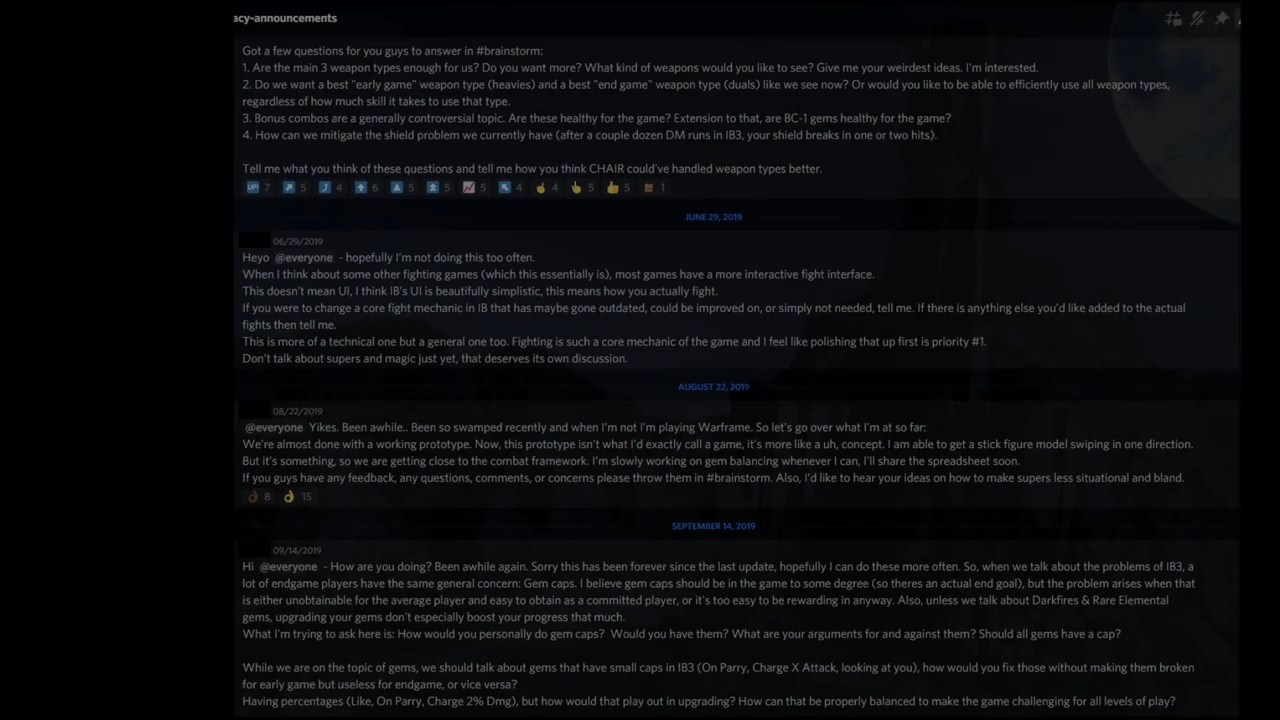 acy-announcements
Got a few questions for you guys to answer in #brainstorm:
1. Are the main 3 weapon types enough for us? Do you want more? What kind of weapons would you like to see? Give me your weirdest ideas. I'm interested.
2. Do we want a best "early game" weapon type (heavies) and a best "end game" weapon type (duals) like we see now? Or would you like to be able to efficiently use all weapon types,
regardless of how much skill it takes to use that type.
3. Bonus combos are a generally controversial topic. Are these healthy for the game? Extension to that, are BC-1 gems healthy for the game?
4. How can we mitigate the shield problem we currently have (after a couple dozen DM runs in IB3, your shield breaks in one or two hits).
Tell me what you think of these questions and tell me how you think CHAIR could've handled weapon types better.
UP! 7 5 4 6 5 5 5 4 4 5 5 1
JUNE 29, 2019
06/29/2019
Heyo @everyone - hopefully I'm not doing this too often.
When I think about some other fighting games (which this essentially is), most games have a more interactive fight interface.
This doesn't mean UI, I think IB's UI is beautifully simplistic, this means how you actually fight.
If you were to change a core fight mechanic in IB that has maybe gone outdated, could be improved on, or simply not needed, tell me. If there is anything else you'd like added to the actual
fights then tell me.
This is more of a technical one but a general one too. Fighting is such a core mechanic of the game and I feel like polishing that up first is priority #1.
Don't talk about supers and magic just yet, that deserves its own discussion.
AUGUST 22, 2019
08/22/2019
@everyone Yikes. Been awhile.. Been so swamped recently and when I'm not I'm playing Warframe. So let's go over what I'm at so far:
We're almost done with a working prototype. Now, this prototype isn't what I'd exactly call a game, it's more like a uh, concept. I am able to get a stick figure model swiping in one direction.
But it's something, so we are getting close to the combat framework. I'm slowly working on gem balancing whenever I can, I'll share the spreadsheet soon.
If you guys have any feedback, any questions, comments, or concerns please throw them in #brainstorm. Also, I'd like to hear your ideas on how to make supers less situational and bland.
8 15
SEPTEMBER 14, 2019
09/14/2019
Hi @everyone - How are you doing? Been awhile again. Sorry this has been forever since the last update, hopefully I can do these more often. So, when we talk about the problems of IB3, a
lot of endgame players have the same general concern: Gem caps. I believe gem caps should be in the game to some degree (so theres an actual end goal), but the problem arises when that
is either unobtainable for the average player and easy to obtain as a committed player, or it's too easy to be rewarding in anyway. Also, unless we talk about Darkfires & Rare Elemental
gems, upgrading your gems don't especially boost your progress that much.
What I'm trying to ask here is: How would you personally do gem caps? Would you have them? What are your arguments for and against them? Should all gems have a cap?
While we are on the topic of gems, we should talk about gems that have small caps in IB3 (On Parry, Charge X Attack, looking at you), how would you fix those without making them broken
for early game but useless for endgame, or vice versa?
Having percentages (Like, On Parry, Charge 2% Dmg), but how would that play out in upgrading? How can that be properly balanced to make the game challenging for all levels of play?